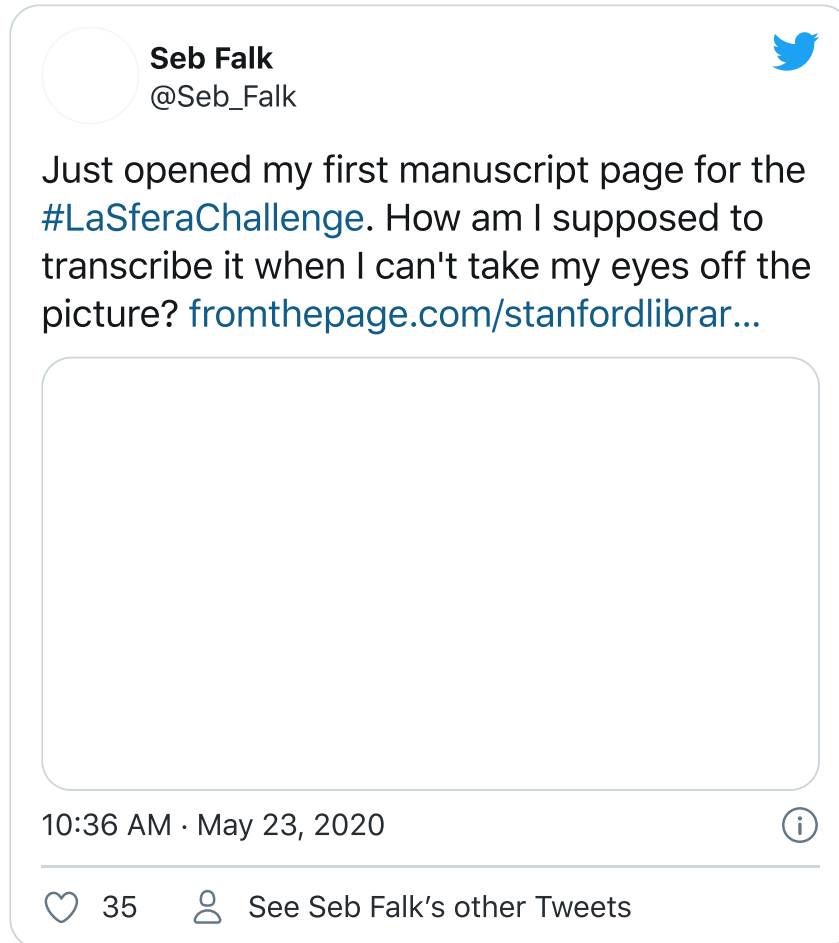 Seb Falk
@Seb_Falk
Just opened my first manuscript page for the
#LaSferaChallenge. How am I supposed to
transcribe it when I can't take my eyes off the
picture? fromthepage.com/stanfordlibrar...
10:36 AM · May 23, 2020
35 See Seb Falk’s other Tweets